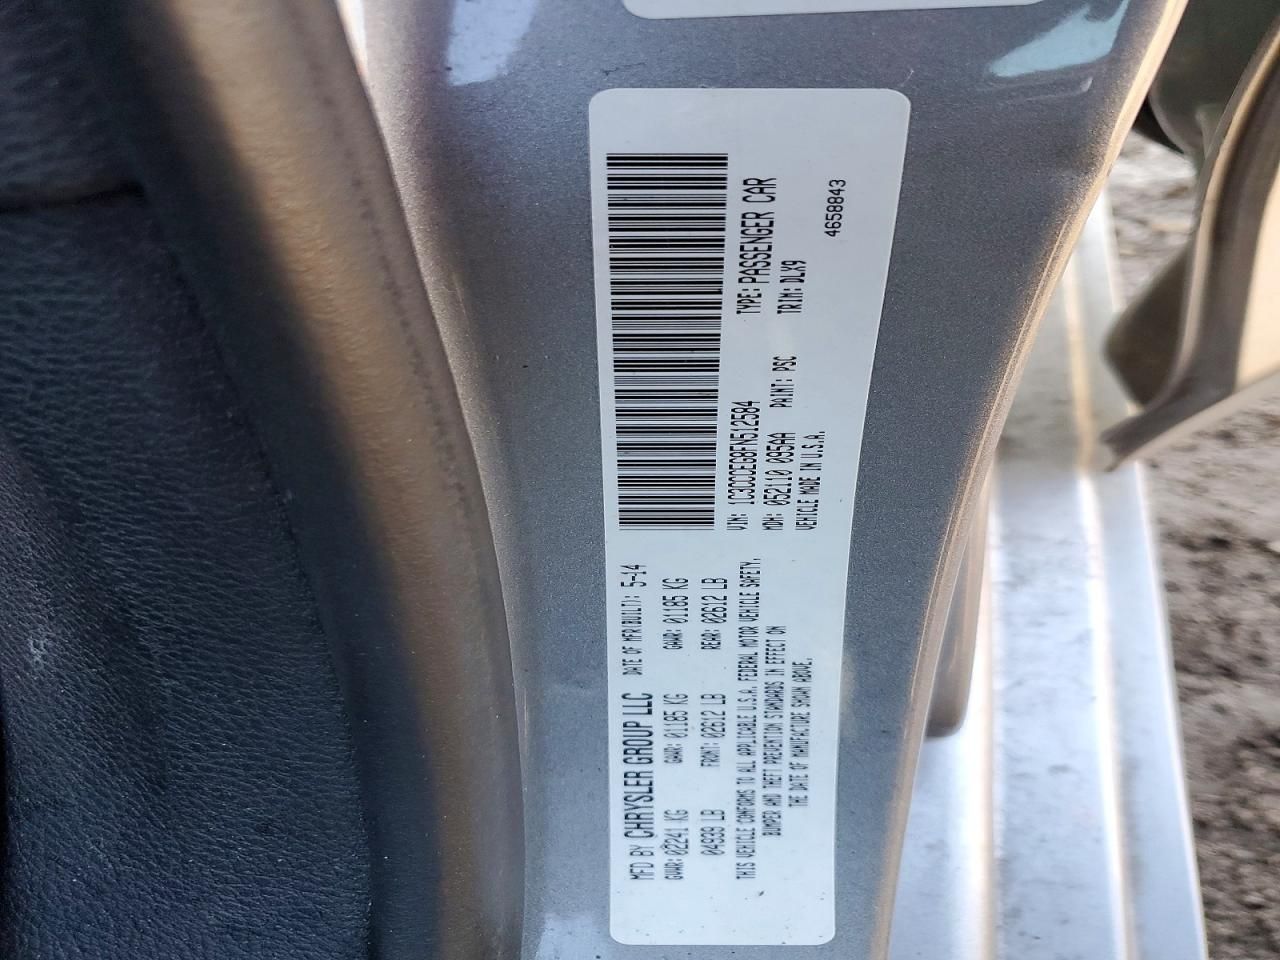 MFD BY CHRYSLER GROUP LLC DATE OF MFR(BUILT): 5-14
GVWR: 02241 KG GAWR: 01185 KG GAWR: 01185 KG
04939 LB FRONT: 02612 LB REAR: 02612 LB
THIS VEHICLE CONFORMS TO ALL APPLICABLE U.S.A. FEDERAL MOTOR VEHICLE SAFETY,
BUMPER AND THEFT PREVENTION STANDARDS IN EFFECT ON
THE DATE OF MANUFACTURE SHOWN ABOVE.
VIN: 1C3CCCEG8FN512584 TYPE: PASSENGER CAR
MDH: 052110 095AA PAINT: PSC TRIM: DLX9
VEHICLE MADE IN U.S.A.
4658843